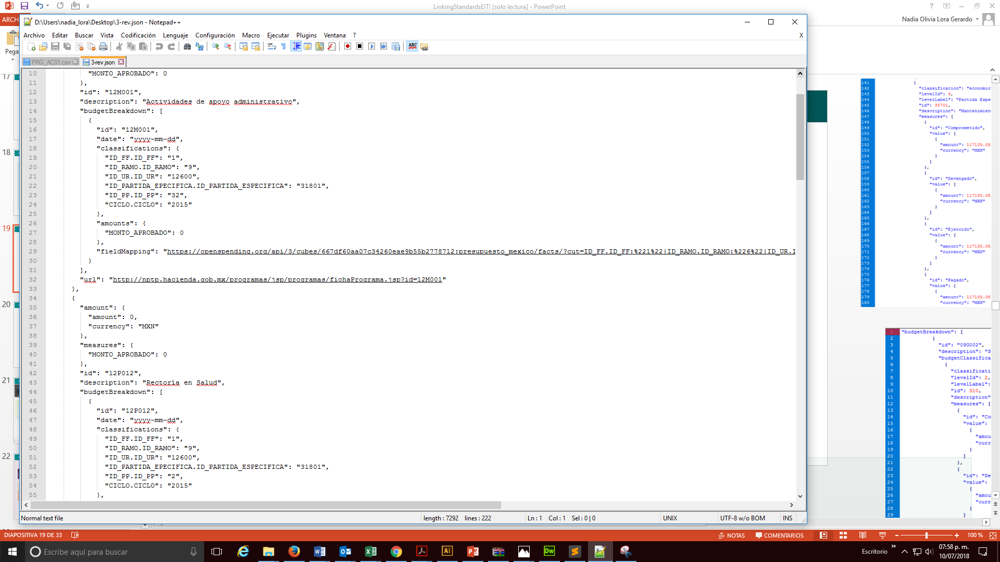 LinkingStandardsEITI [solo lectura] - PowerPoint
ARCH
Nadia Olivia Lora Gerardo
Pega
D:\Users\nadia_lora\Desktop\3-rev.json - Notepad++
Archivo Editar Buscar Vista Codificación Lenguaje Configuración Macro Ejecutar Plugins Ventana ? X
PRG_AC01.csv 3-rev.json
10 "MONTO_APROBADO": 0
11 },
12 "id": "12M001",
13 "description": "Actividades de apoyo administrativo",
14 "budgetBreakdown": [
15 {
16 "id": "12M001",
17 "date": "yyyy-mm-dd",
18 "classifications": {
19 "ID_FF.ID_FF": "1",
20 "ID_RAMO.ID_RAMO": "9",
21 "ID_UR.ID_UR": "12600",
22 "ID_PARTIDA_EPECIFICA.ID_PARTIDA_ESPECIFICA": "31801",
23 "ID_PP.ID_PP": "32",
24 "CICLO.CICLO": "2015"
25 },
26 "amounts": {
27 "MONTO_APROBADO": 0
28 },
29 "fieldMapping": "https://openspending.org/api/3/cubes/667df60aa07c34260eae9b55b2778712:presupuesto_mexico/facts/?cut=ID_FF.ID_FF:%221%22|ID_RAMO.ID_RAMO:%226%22|ID_UR.I
30 }
31 ],
32 "url": "http://nptp.hacienda.gob.mx/programas/jsp/programas/fichaPrograma.jsp?id=12M001"
33 },
34 {
35 "amount": {
36 "amount": 0,
37 "currency": "MXN"
38 },
39 "measures": {
40 "MONTO_APROBADO": 0
41 },
42 "id": "12P012",
43 "description": "Rectoría en Salud",
44 "budgetBreakdown": [
45 {
46 "id": "12P012",
47 "date": "yyyy-mm-dd",
48 "classifications": {
49 "ID_FF.ID_FF": "1",
50 "ID_RAMO.ID_RAMO": "9",
51 "ID_UR.ID_UR": "12600",
52 "ID_PARTIDA_EPECIFICA.ID_PARTIDA_ESPECIFICA": "31801",
53 "ID_PP.ID_PP": "2",
54 "CICLO.CICLO": "2015"
55 },
Normal text file length : 7292 lines : 222 Ln : 1 Col : 1 Sel : 0 | 0 UNIX UTF-8 w/o BOM INS
17
18
19
20
21
22
141 {
142 "classification": "economic
143 "levelId": 4,
144 "levelLabel": "Partida Espe
145 "id": 35701,
146 "description": "Mantenimien
147 "measures": [
148 {
149 "id": "Comprometido",
150 "value": [
151 {
152 "amount": 117135.08,
153 "currency": "MXN"
154 }
155 ]
156 },
157 {
158 "id": "Devengado",
159 "value": [
160 {
161 "amount": 117135.08,
162 "currency": "MXN"
163 }
164 ]
165 },
166 {
167 "id": "Ejercido",
168 "value": [
169 {
170 "amount": 117135.08,
171 "currency": "MXN"
172 }
173 ]
174 },
175 {
176 "id": "Pagado",
177 "value": [
178 {
179 "amount": 117135.08,
180 "currency": "MXN"
1 "budgetBreakdown": [
2 {
3 "id": "09G002",
4 "description": "S
5 "budgetClassifica
6 {
7 "classificati
8 "levelId": 2,
9 "levelLabel":
10 "id": 310,
11 "description"
12 "measures": [
13 {
14 "id": "Co
15 "value":
16 {
17 "amou
18 "curr
19 }
20 ]
21 },
22 {
23 "id": "De
24 "value":
25 {
26 "amou
27 "curr
28 }
29 ]
DIAPOSITIVA 19 DE 33 NOTAS COMENTARIOS 100 %
Escribe aquí para buscar
Escritorio
07:58 p. m.
10/07/2018